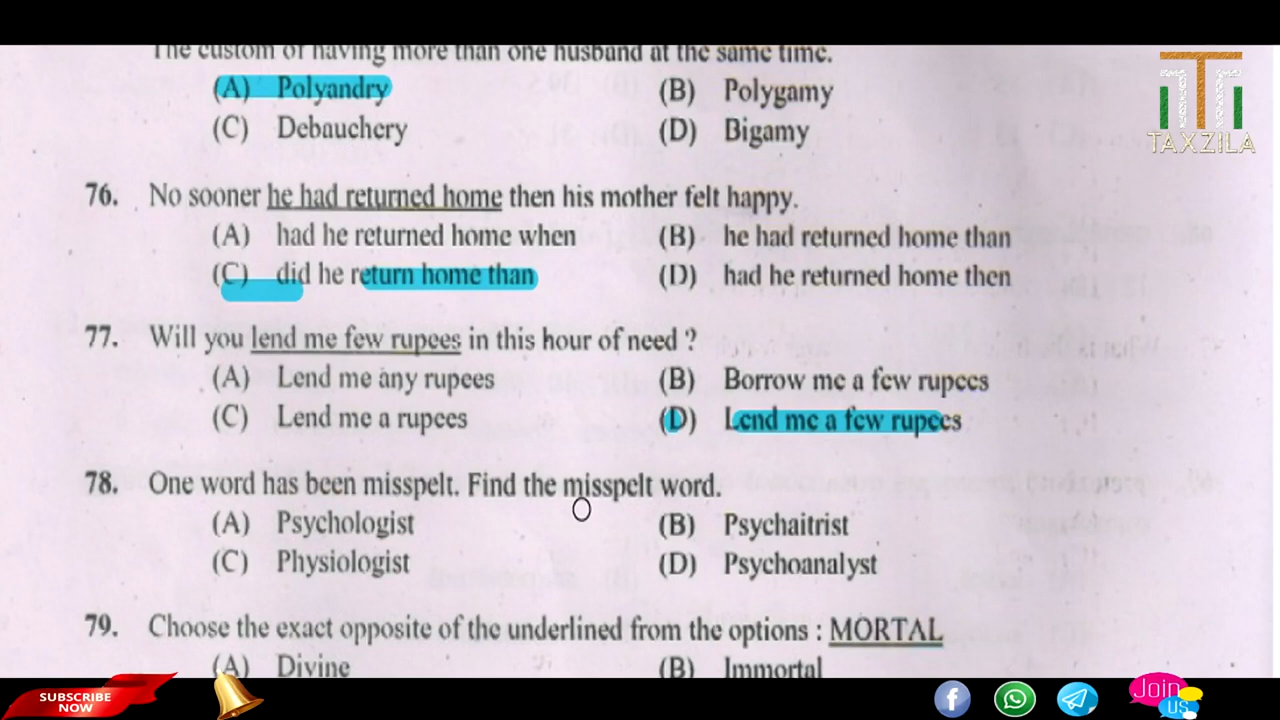 The custom of having more than one husband at the same time.
(A) Polyandry (B) Polygamy
(C) Debauchery (D) Bigamy
TAXZILA
76. No sooner he had returned home then his mother felt happy.
(A) had he returned home when (B) he had returned home than
(C) did he return home than (D) had he returned home then
77. Will you lend me few rupees in this hour of need ?
(A) Lend me any rupees (B) Borrow me a few rupees
(C) Lend me a rupees (D) Lend me a few rupees
78. One word has been misspelt. Find the misspelt word.
(A) Psychologist (B) Psychaitrist
(C) Physiologist (D) Psychoanalyst
79. Choose the exact opposite of the underlined from the options : MORTAL
(A) Divine (B) Immortal
SUBSCRIBE
NOW
Join
us